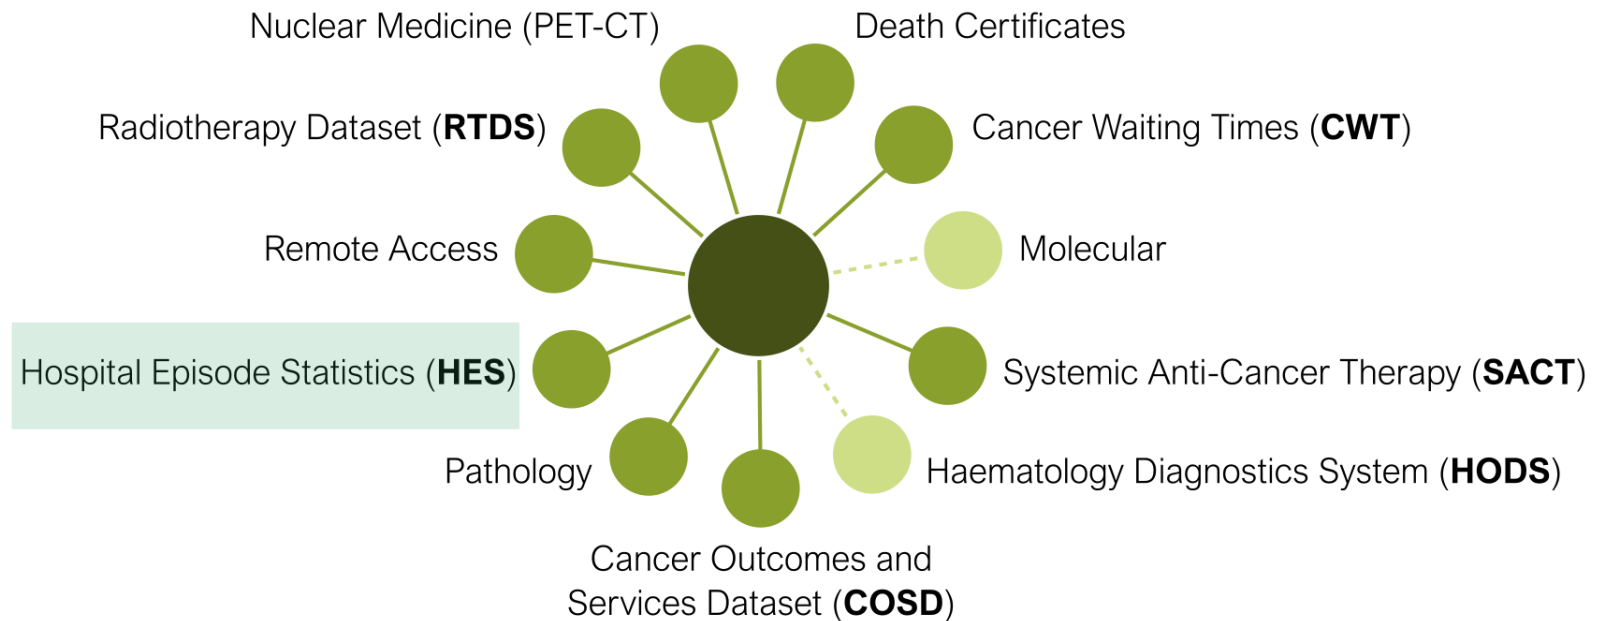 Nuclear Medicine (PET-CT)
Death Certificates
Radiotherapy Dataset (RTDS)
Cancer Waiting Times (CWT)
Remote Access
Molecular
Hospital Episode Statistics (HES)
Systemic Anti-Cancer Therapy (SACT)
Pathology
Haematology Diagnostics System (HODS)
Cancer Outcomes and
Services Dataset (COSD)